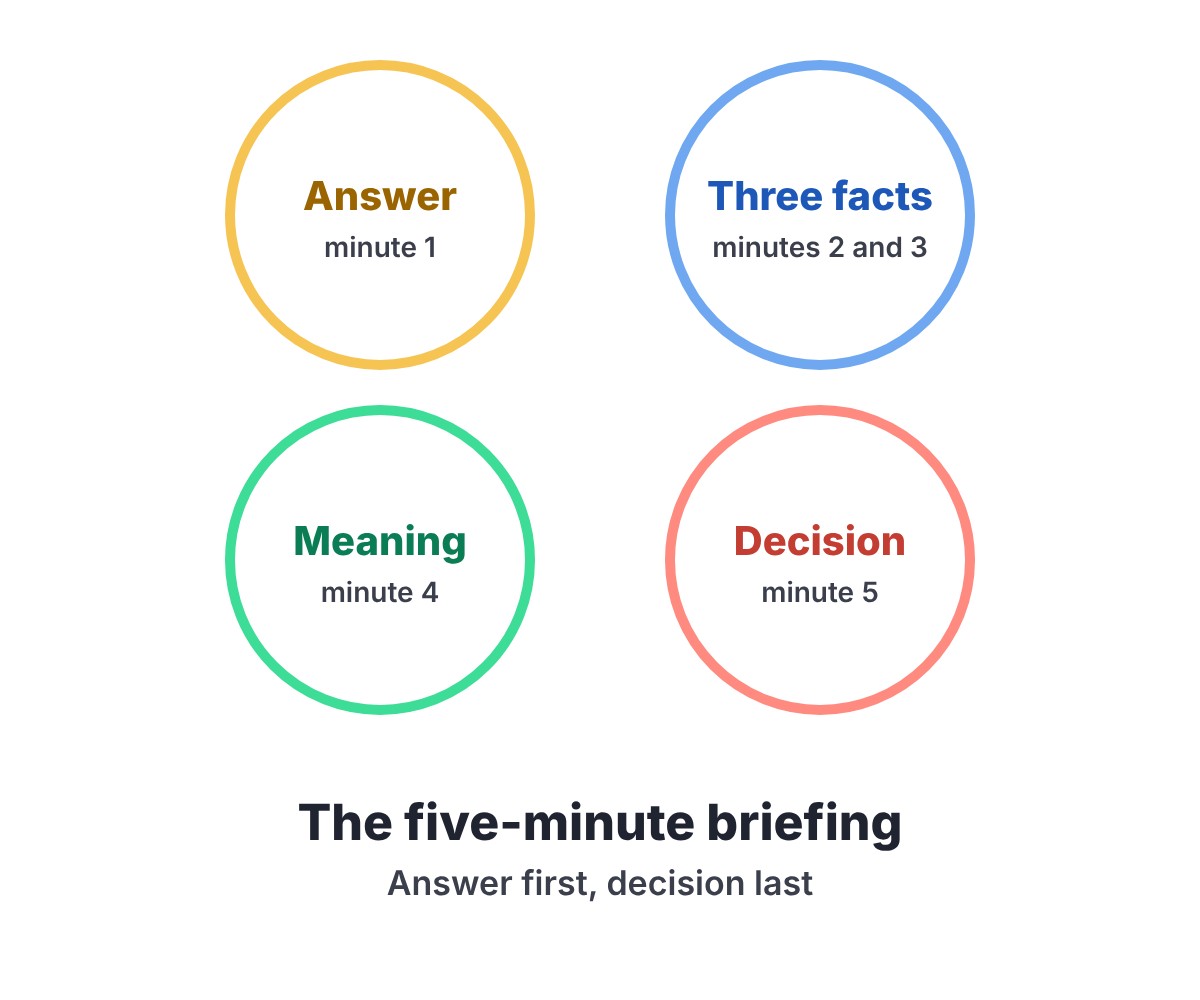 Answer
minute 1
Three facts
minutes 2 and 3
Meaning
minute 4
Decision
minute 5
The five-minute briefing
Answer first, decision last